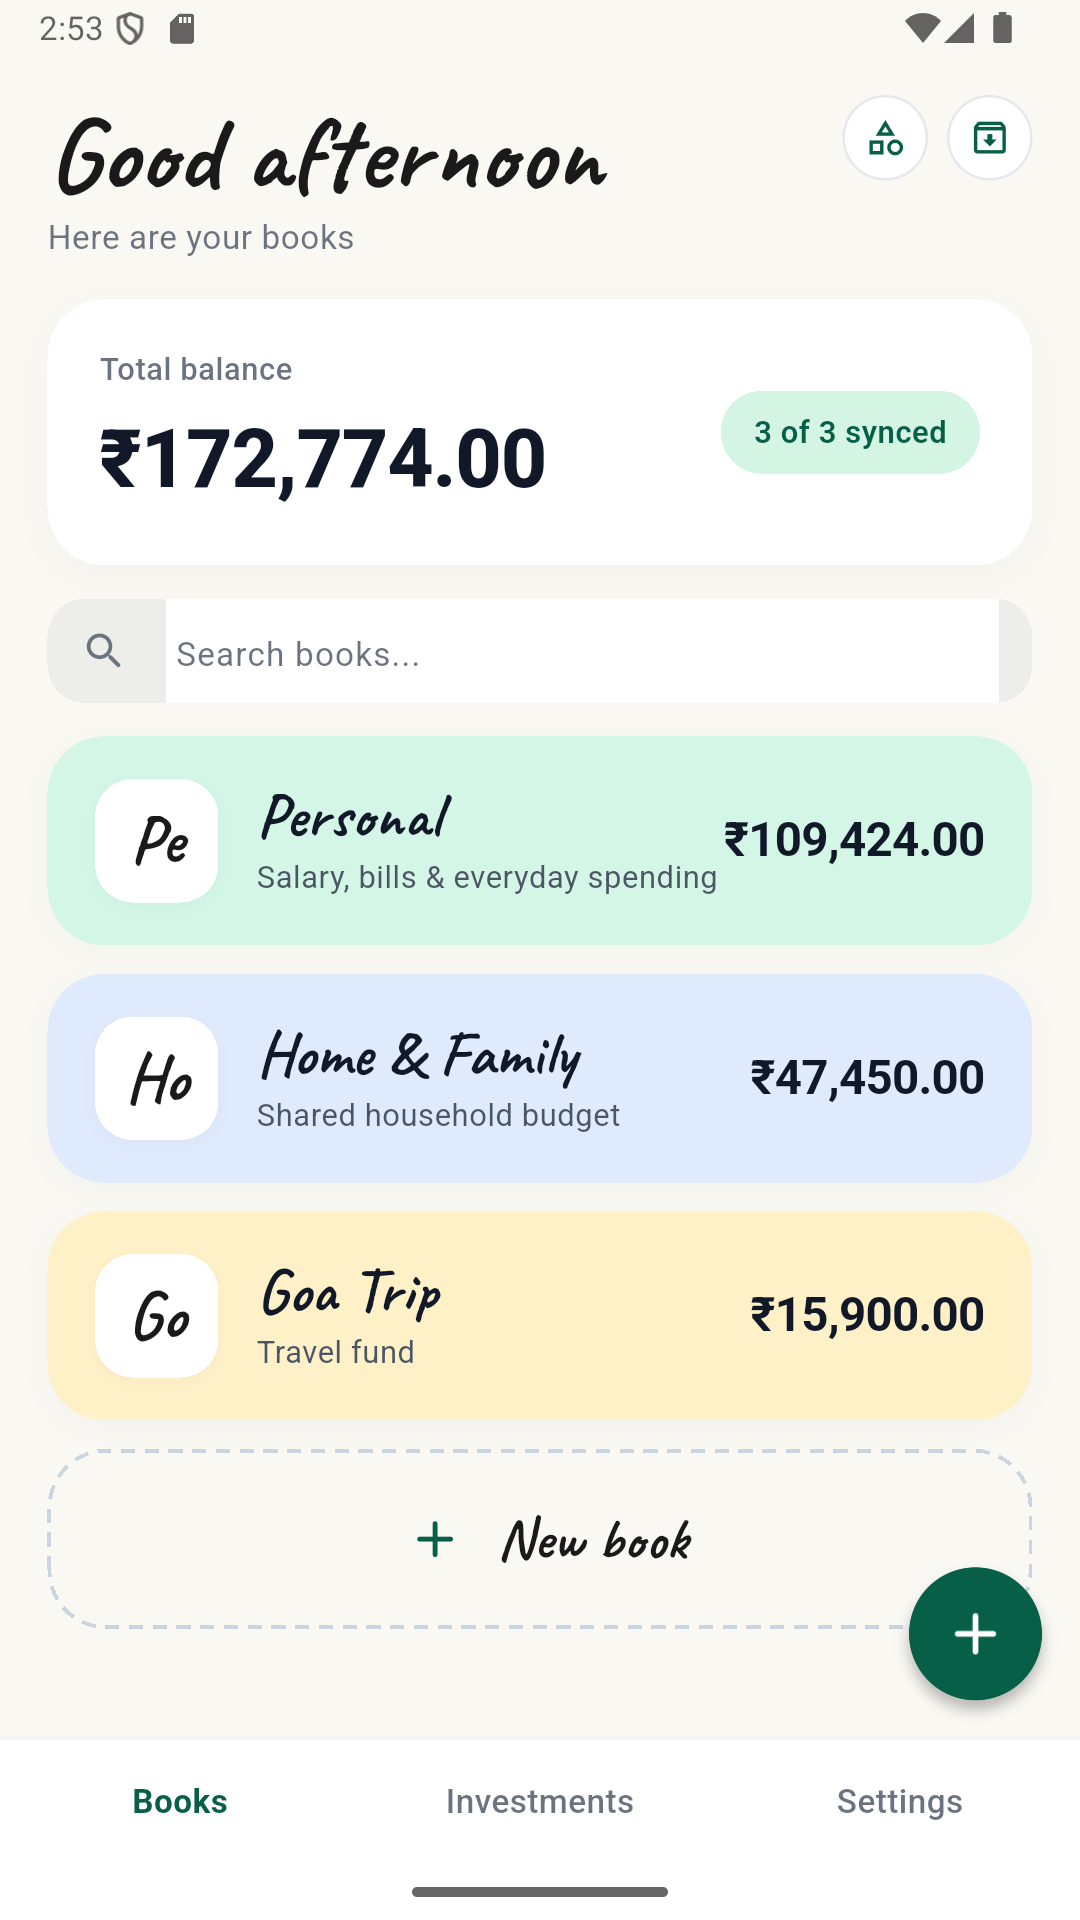 2:53
Good afternoon
Here are your books
Total balance
₹172,774.00
3 of 3 synced
Search books...
Pe
Personal
Salary, bills & everyday spending
₹109,424.00
Ho
Home & Family
Shared household budget
₹47,450.00
Go
Goa Trip
Travel fund
₹15,900.00
New book
Books
Investments
Settings